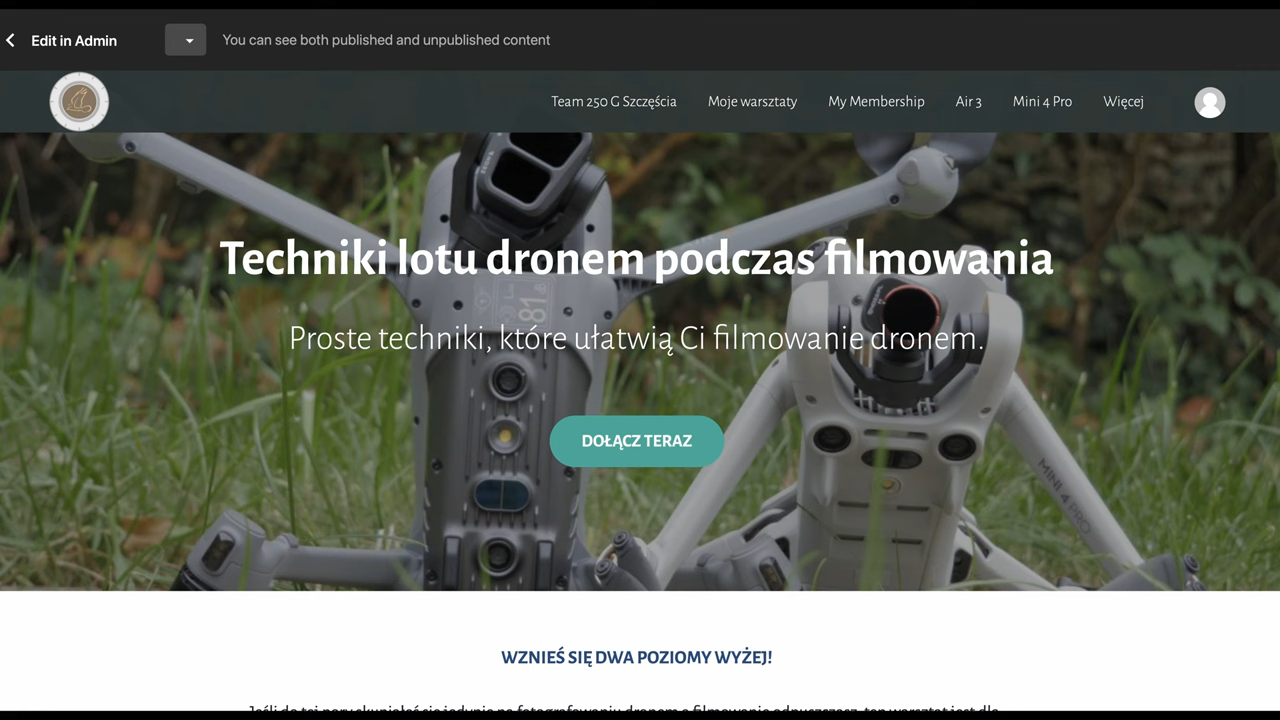 Edit in Admin
You can see both published and unpublished content
Team 250 G Szczęścia
Moje warsztaty
My Membership
Air 3
Mini 4 Pro
Więcej
Techniki lotu dronem podczas filmowania
Proste techniki, które ułatwią Ci filmowanie dronem.
81
DOŁĄCZ TERAZ
MINI 4 PRO
WZNIEŚ SIĘ DWA POZIOMY WYŻEJ!